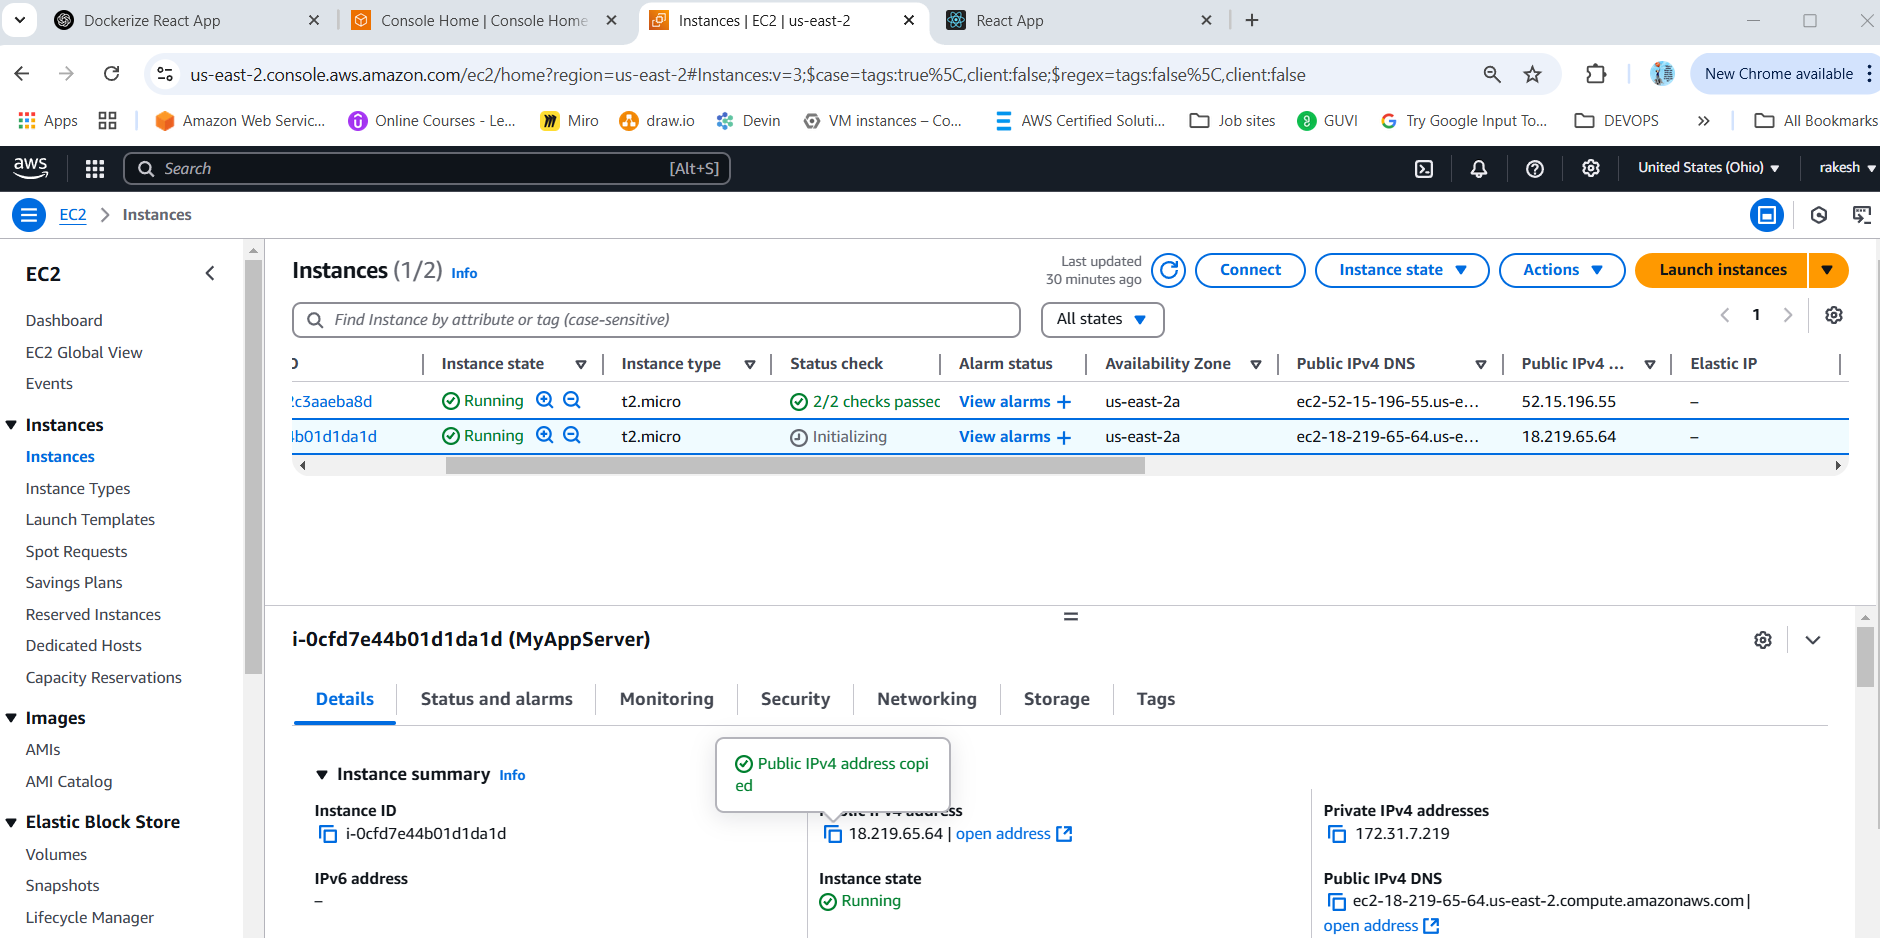 Dockerize React App
Console Home | Console Home
Instances | EC2 | us-east-2
React App
us-east-2.console.aws.amazon.com/ec2/home?region=us-east-2#Instances:v=3;$case=tags:true%5C,client:false;$regex=tags:false%5C,client:false
New Chrome available
Apps
Amazon Web Servic...
Online Courses - Le...
Miro
draw.io
Devin
VM instances – Co...
AWS Certified Soluti...
Job sites
GUVI
Try Google Input To...
DEVOPS
All Bookmarks
aws
Search
[Alt+S]
United States (Ohio)
rakesh
EC2
Instances
EC2
Dashboard
EC2 Global View
Events
Instances
Instances
Instance Types
Launch Templates
Spot Requests
Savings Plans
Reserved Instances
Dedicated Hosts
Capacity Reservations
Images
AMIs
AMI Catalog
Elastic Block Store
Volumes
Snapshots
Lifecycle Manager
Instances (1/2) Info
Last updated
30 minutes ago
Connect
Instance state
Actions
Launch instances
Find Instance by attribute or tag (case-sensitive)
All states
1
Instance state Instance type Status check Alarm status Availability Zone Public IPv4 DNS Public IPv4 ... Elastic IP
c3aaeba8d Running t2.micro 2/2 checks passed View alarms + us-east-2a ec2-52-15-196-55.us-e... 52.15.196.55 –
b01d1da1d Running t2.micro Initializing View alarms + us-east-2a ec2-18-219-65-64.us-e... 18.219.65.64 –
i-0cfd7e44b01d1da1d (MyAppServer)
Details
Status and alarms
Monitoring
Security
Networking
Storage
Tags
Public IPv4 address copi
ed
Instance summary Info
Instance ID
i-0cfd7e44b01d1da1d
Public IPv4 address
18.219.65.64 | open address
Private IPv4 addresses
172.31.7.219
IPv6 address
–
Instance state
Running
Public IPv4 DNS
ec2-18-219-65-64.us-east-2.compute.amazonaws.com |
open address